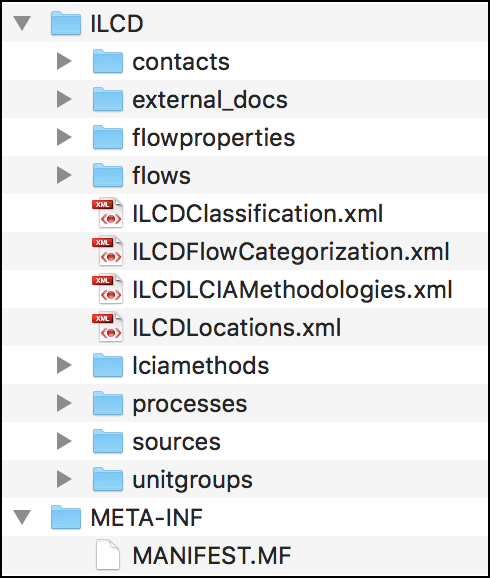 ILCD
contacts
external_docs
flowproperties
flows
XML ILCDClassification.xml
XML ILCDFlowCategorization.xml
XML ILCDLCIAMethodologies.xml
XML ILCDLocations.xml
lciamethods
processes
sources
unitgroups
META-INF
MANIFEST.MF